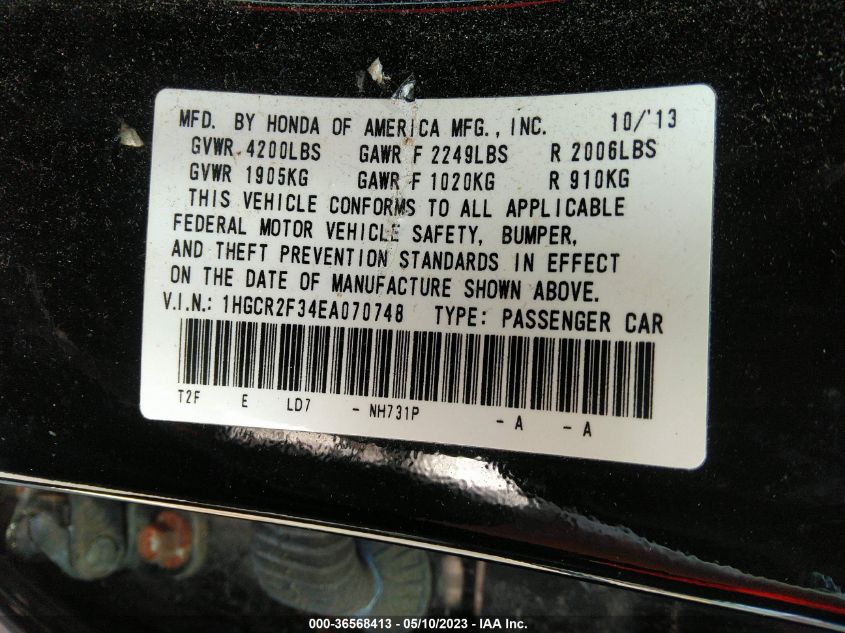 MFD. BY HONDA OF AMERICA MFG., INC. 10/'13
GVWR 4200LBS GAWR F 2249LBS R 2006LBS
GVWR 1905KG GAWR F 1020KG R 910KG
THIS VEHICLE CONFORMS TO ALL APPLICABLE
FEDERAL MOTOR VEHICLE SAFETY, BUMPER,
AND THEFT PREVENTION STANDARDS IN EFFECT
ON THE DATE OF MANUFACTURE SHOWN ABOVE.
V.I.N.: 1HGCR2F34EA070748 TYPE: PASSENGER CAR
T2F E LD7 - NH731P - A - A
000-36568413 - 05/10/2023 - IAA Inc.